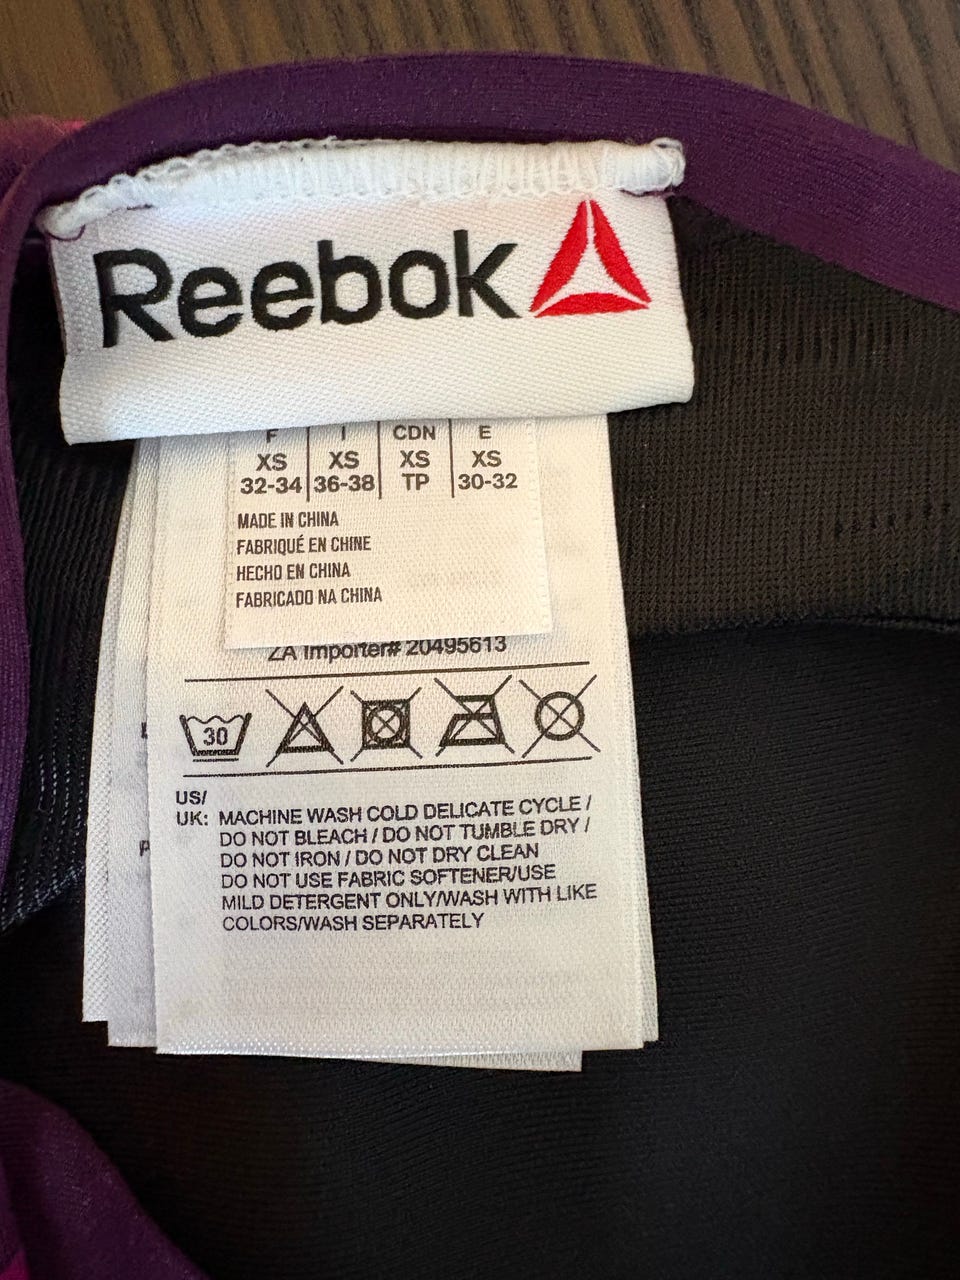 Reebok
F I CDN E
XS XS XS XS
32-34 36-38 TP 30-32
MADE IN CHINA
FABRIQUÉ EN CHINE
HECHO EN CHINA
FABRICADO NA CHINA
ZA Importer# 20495613
30
US/
UK: MACHINE WASH COLD DELICATE CYCLE /
DO NOT BLEACH / DO NOT TUMBLE DRY /
DO NOT IRON / DO NOT DRY CLEAN
DO NOT USE FABRIC SOFTENER/USE
MILD DETERGENT ONLY/WASH WITH LIKE
COLORS/WASH SEPARATELY